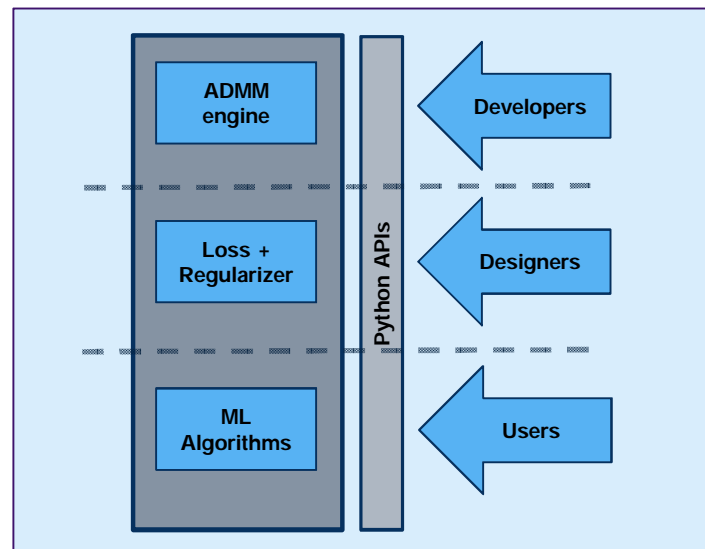 ADMM
engine
Developers
Loss +
Regularizer
Python APIs
Designers
ML
Algorithms
Users